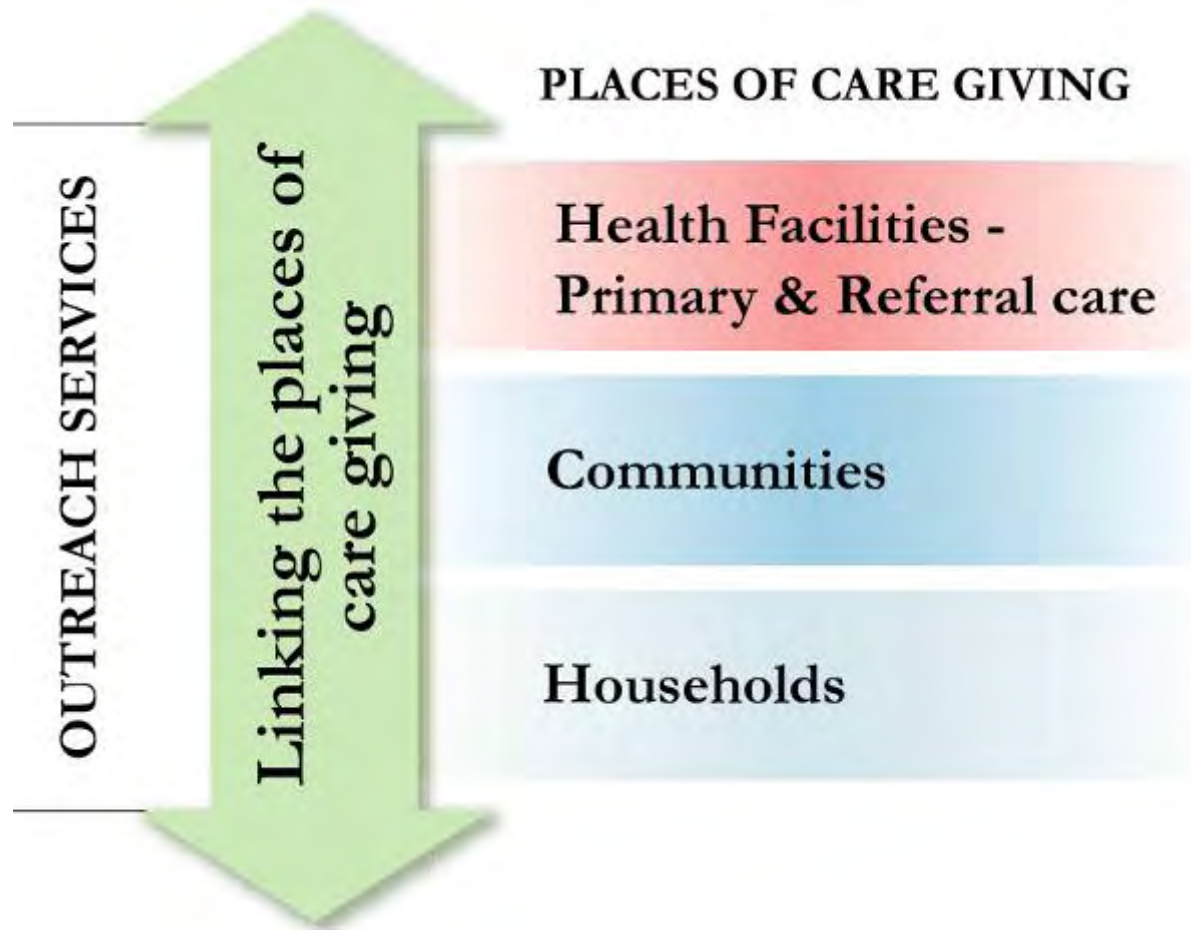 OUTREACH SERVICES
Linking the places of
care giving
PLACES OF CARE GIVING
Health Facilities -
Primary & Referral care
Communities
Households